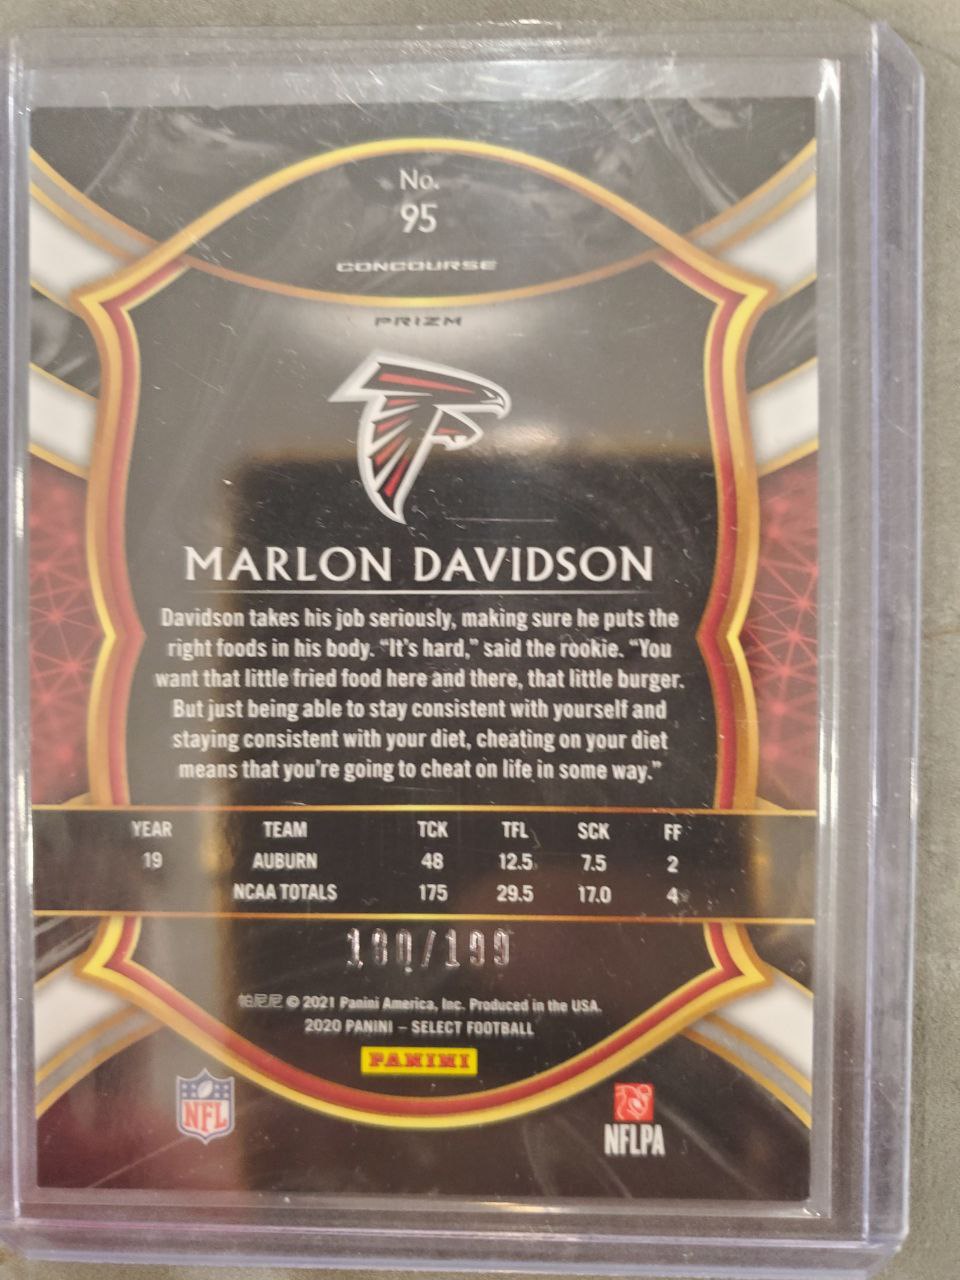 No.
95
CONCOURSE
PRIZM
MARLON DAVIDSON
Davidson takes his job seriously, making sure he puts the
right foods in his body. “It’s hard,” said the rookie. “You
want that little fried food here and there, that little burger.
But just being able to stay consistent with yourself and
staying consistent with your diet, cheating on your diet
means that you’re going to cheat on life in some way.”
YEAR TEAM TCK TFL SCK FF
19 AUBURN 48 12.5 7.5 2
NCAA TOTALS 175 29.5 17.0 4
帕尼尼 © 2021 Panini America, Inc. Produced in the USA.
2020 PANINI – SELECT FOOTBALL
PANINI
NFL
NFLPA